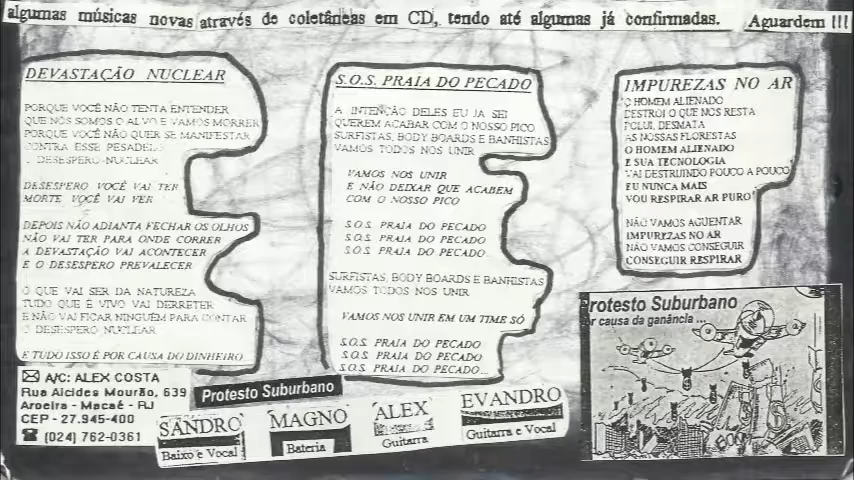 algumas músicas novas através de coletâneas em CD, tendo até algumas já confirmadas. Aguardem !!!
DEVASTAÇÃO NUCLEAR
PORQUE VOCÊ NÃO TENTA ENTENDER
QUE NÓS SOMOS O ALVO E VAMOS MORRER
PORQUE VOCÊ NÃO QUER SE MANIFESTAR
CONTRA ESSE PESADELO
DESESPERO NUCLEAR
DESESPERO VOCÊ VAI TER
MORTE VOCÊ VAI VER
DEPOIS NÃO ADIANTA FECHAR OS OLHOS
NÃO VAI TER PARA ONDE CORRER
A DEVASTAÇÃO VAI ACONTECER
E O DESESPERO PREVALECER
O QUE VAI SER DA NATUREZA
TUDO QUE É VIVO VAI DERRETER
E NÃO VAI FICAR NINGUÉM PARA CONTAR
O DESESPERO NUCLEAR
E TUDO ISSO É POR CAUSA DO DINHEIRO
S.O.S. PRAIA DO PECADO
A INTENÇÃO DELES EU JA SEI
QUEREM ACABAR COM O NOSSO PICO
SURFISTAS, BODY BOARDS E BANHISTAS
VAMOS TODOS NOS UNIR
VAMOS NOS UNIR
E NÃO DEIXAR QUE ACABEM
COM O NOSSO PICO
S.O.S. PRAIA DO PECADO
S.O.S. PRAIA DO PECADO
S.O.S. PRAIA DO PECADO
SURFISTAS, BODY BOARDS E BANHISTAS
VAMOS TODOS NOS UNIR
VAMOS NOS UNIR EM UM TIME SÓ
S.O.S. PRAIA DO PECADO
S.O.S. PRAIA DO PECADO
S.O.S. PRAIA DO PECADO...
IMPUREZAS NO AR
O HOMEM ALIENADO
DESTROI O QUE NOS RESTA
POLUI, DESMATA
AS NOSSAS FLORESTAS
O HOMEM ALIENADO
E SUA TECNOLOGIA
VAI DESTRUINDO POUCO A POUCO
EU NUNCA MAIS
VOU RESPIRAR AR PURO!
NÃO VAMOS AGUENTAR
IMPUREZAS NO AR
NÃO VAMOS CONSEGUIR
CONSEGUIR RESPIRAR
Protesto Suburbano
or causa da ganância ...
A/C: ALEX COSTA
Rua Alcides Mourão, 639
Aroeira - Macaé - RJ
CEP - 27.945-400
(024) 762-0361
Protesto Suburbano
SANDRO
Baixo e Vocal
MAGNO
Bateria
ALEX
Guitarra
EVANDRO
Guitarra e Vocal